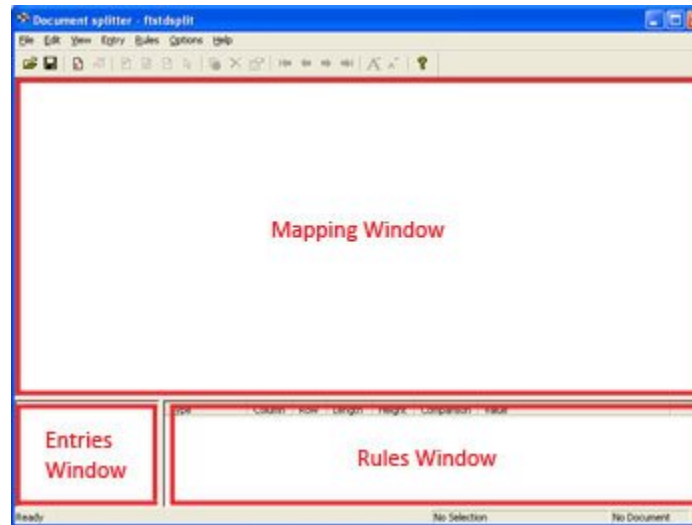 Document splitter - ftstdsplit
File Edit View Entry Rules Options Help
Mapping Window
Type Column Row Length Height Comparison Value
Entries
Window
Rules Window
Ready No Selection No Document